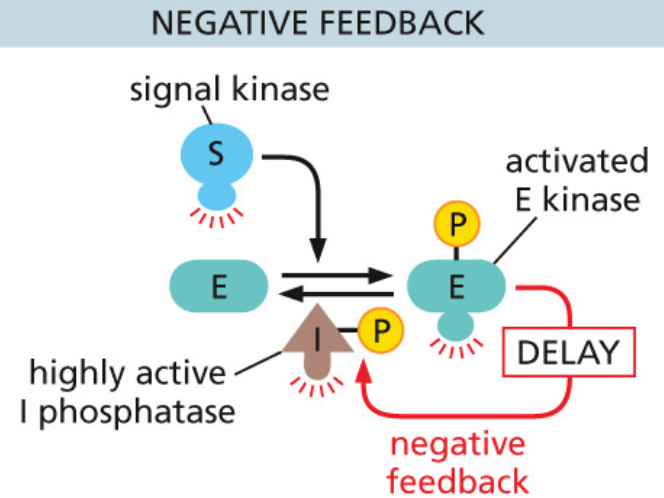 NEGATIVE FEEDBACK
signal kinase
S
activated
E kinase
P
E
E
I
P
DELAY
highly active
I phosphatase
negative
feedback